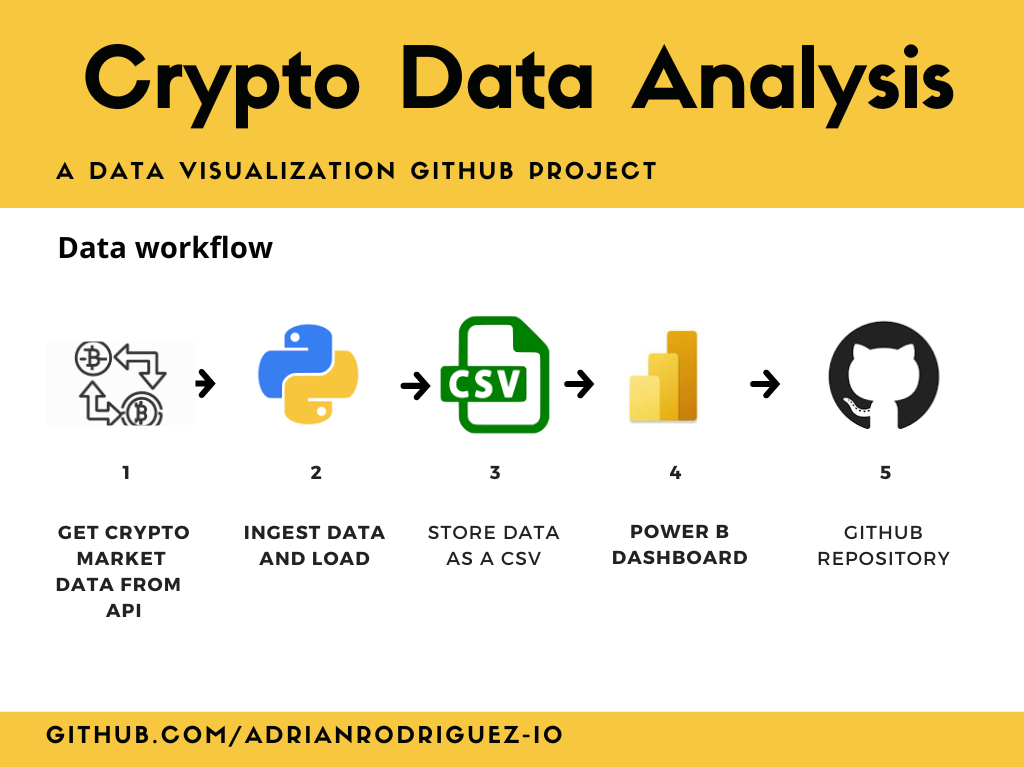 Crypto Data Analysis
A DATA VISUALIZATION GITHUB PROJECT
Data workflow
CSV
1
2
3
4
5
GET CRYPTO
MARKET
DATA FROM
API
INGEST DATA
AND LOAD
STORE DATA
AS A CSV
POWER B
DASHBOARD
GITHUB
REPOSITORY
GITHUB.COM/ADRIANRODRIGUEZ-IO